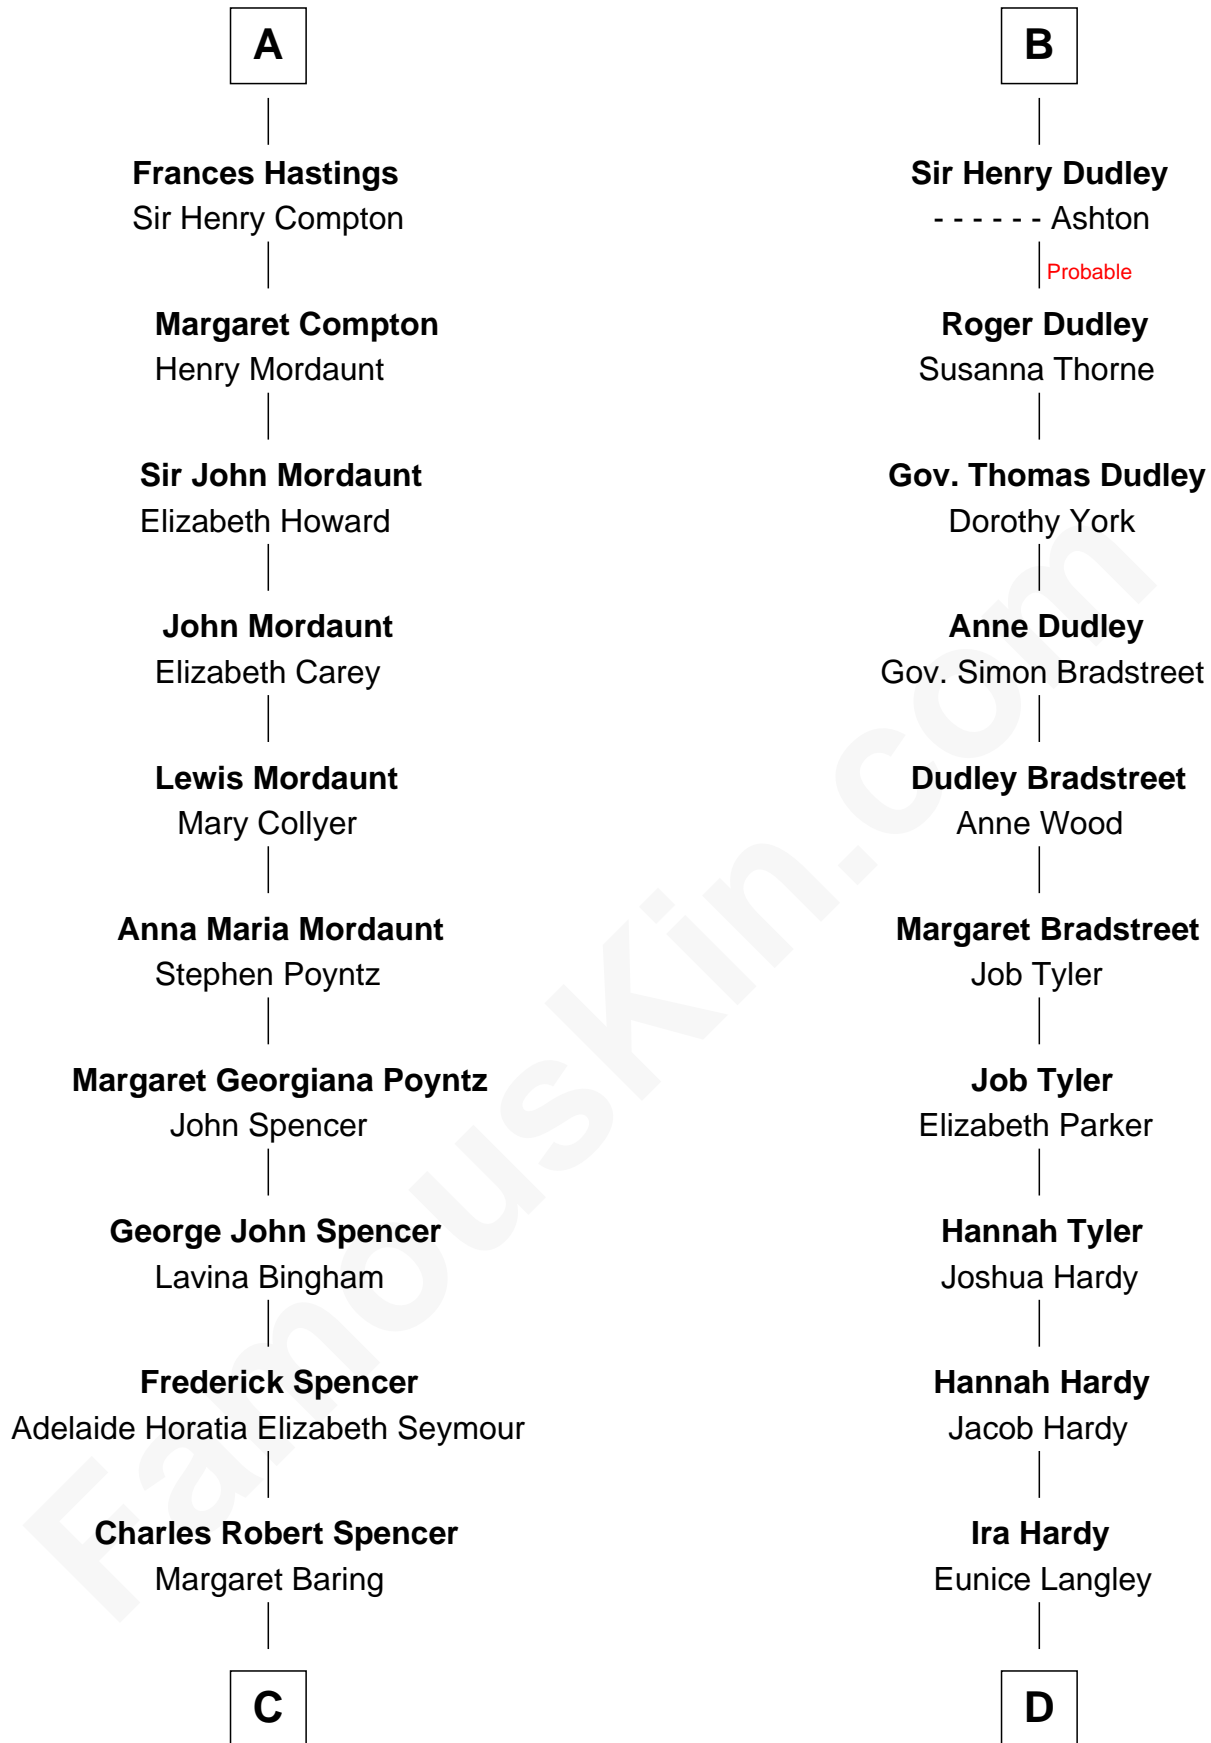 A
Frances Hastings
Sir Henry Compton
Margaret Compton
Henry Mordaunt
Sir John Mordaunt
Elizabeth Howard
John Mordaunt
Elizabeth Carey
Lewis Mordaunt
Mary Collyer
Anna Maria Mordaunt
Stephen Poyntz
Margaret Georgiana Poyntz
John Spencer
George John Spencer
Lavina Bingham
Frederick Spencer
Adelaide Horatia Elizabeth Seymour
Charles Robert Spencer
Margaret Baring
C
B
Sir Henry Dudley
- - - - - - Ashton
Probable
Roger Dudley
Susanna Thorne
Gov. Thomas Dudley
Dorothy York
Anne Dudley
Gov. Simon Bradstreet
Dudley Bradstreet
Anne Wood
Margaret Bradstreet
Job Tyler
Job Tyler
Elizabeth Parker
Hannah Tyler
Joshua Hardy
Hannah Hardy
Jacob Hardy
Ira Hardy
Eunice Langley
D
FamousKin.com